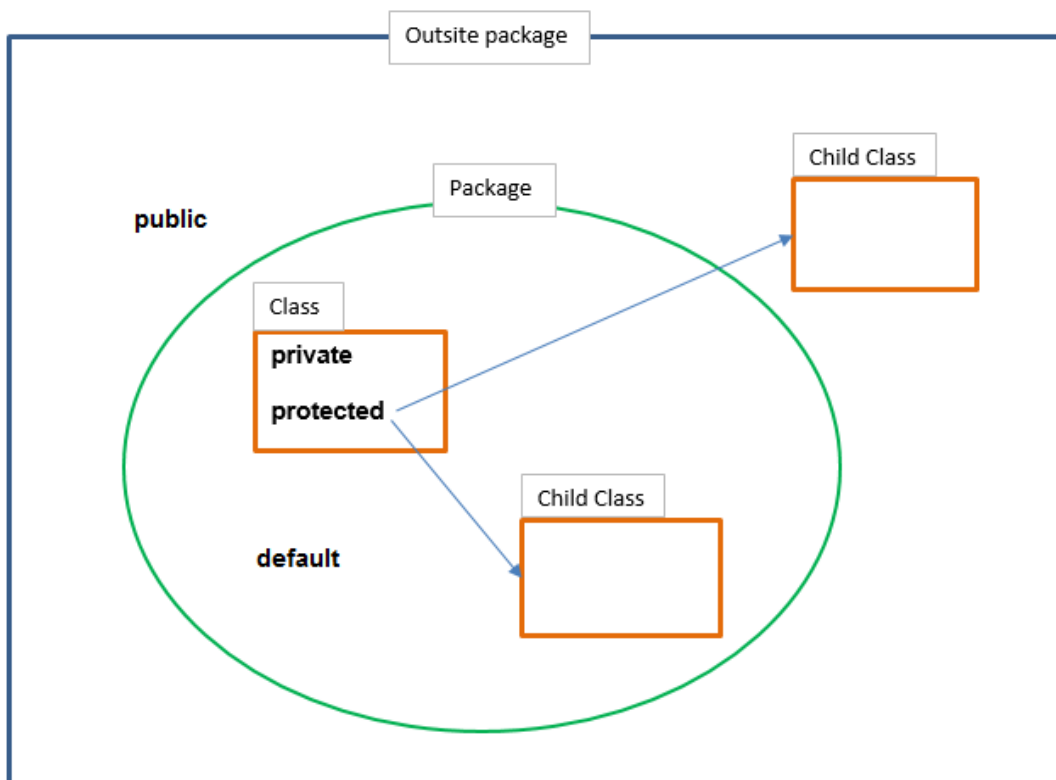 Outsite package
Child Class
Package
public
Class
private
protected
Child Class
default